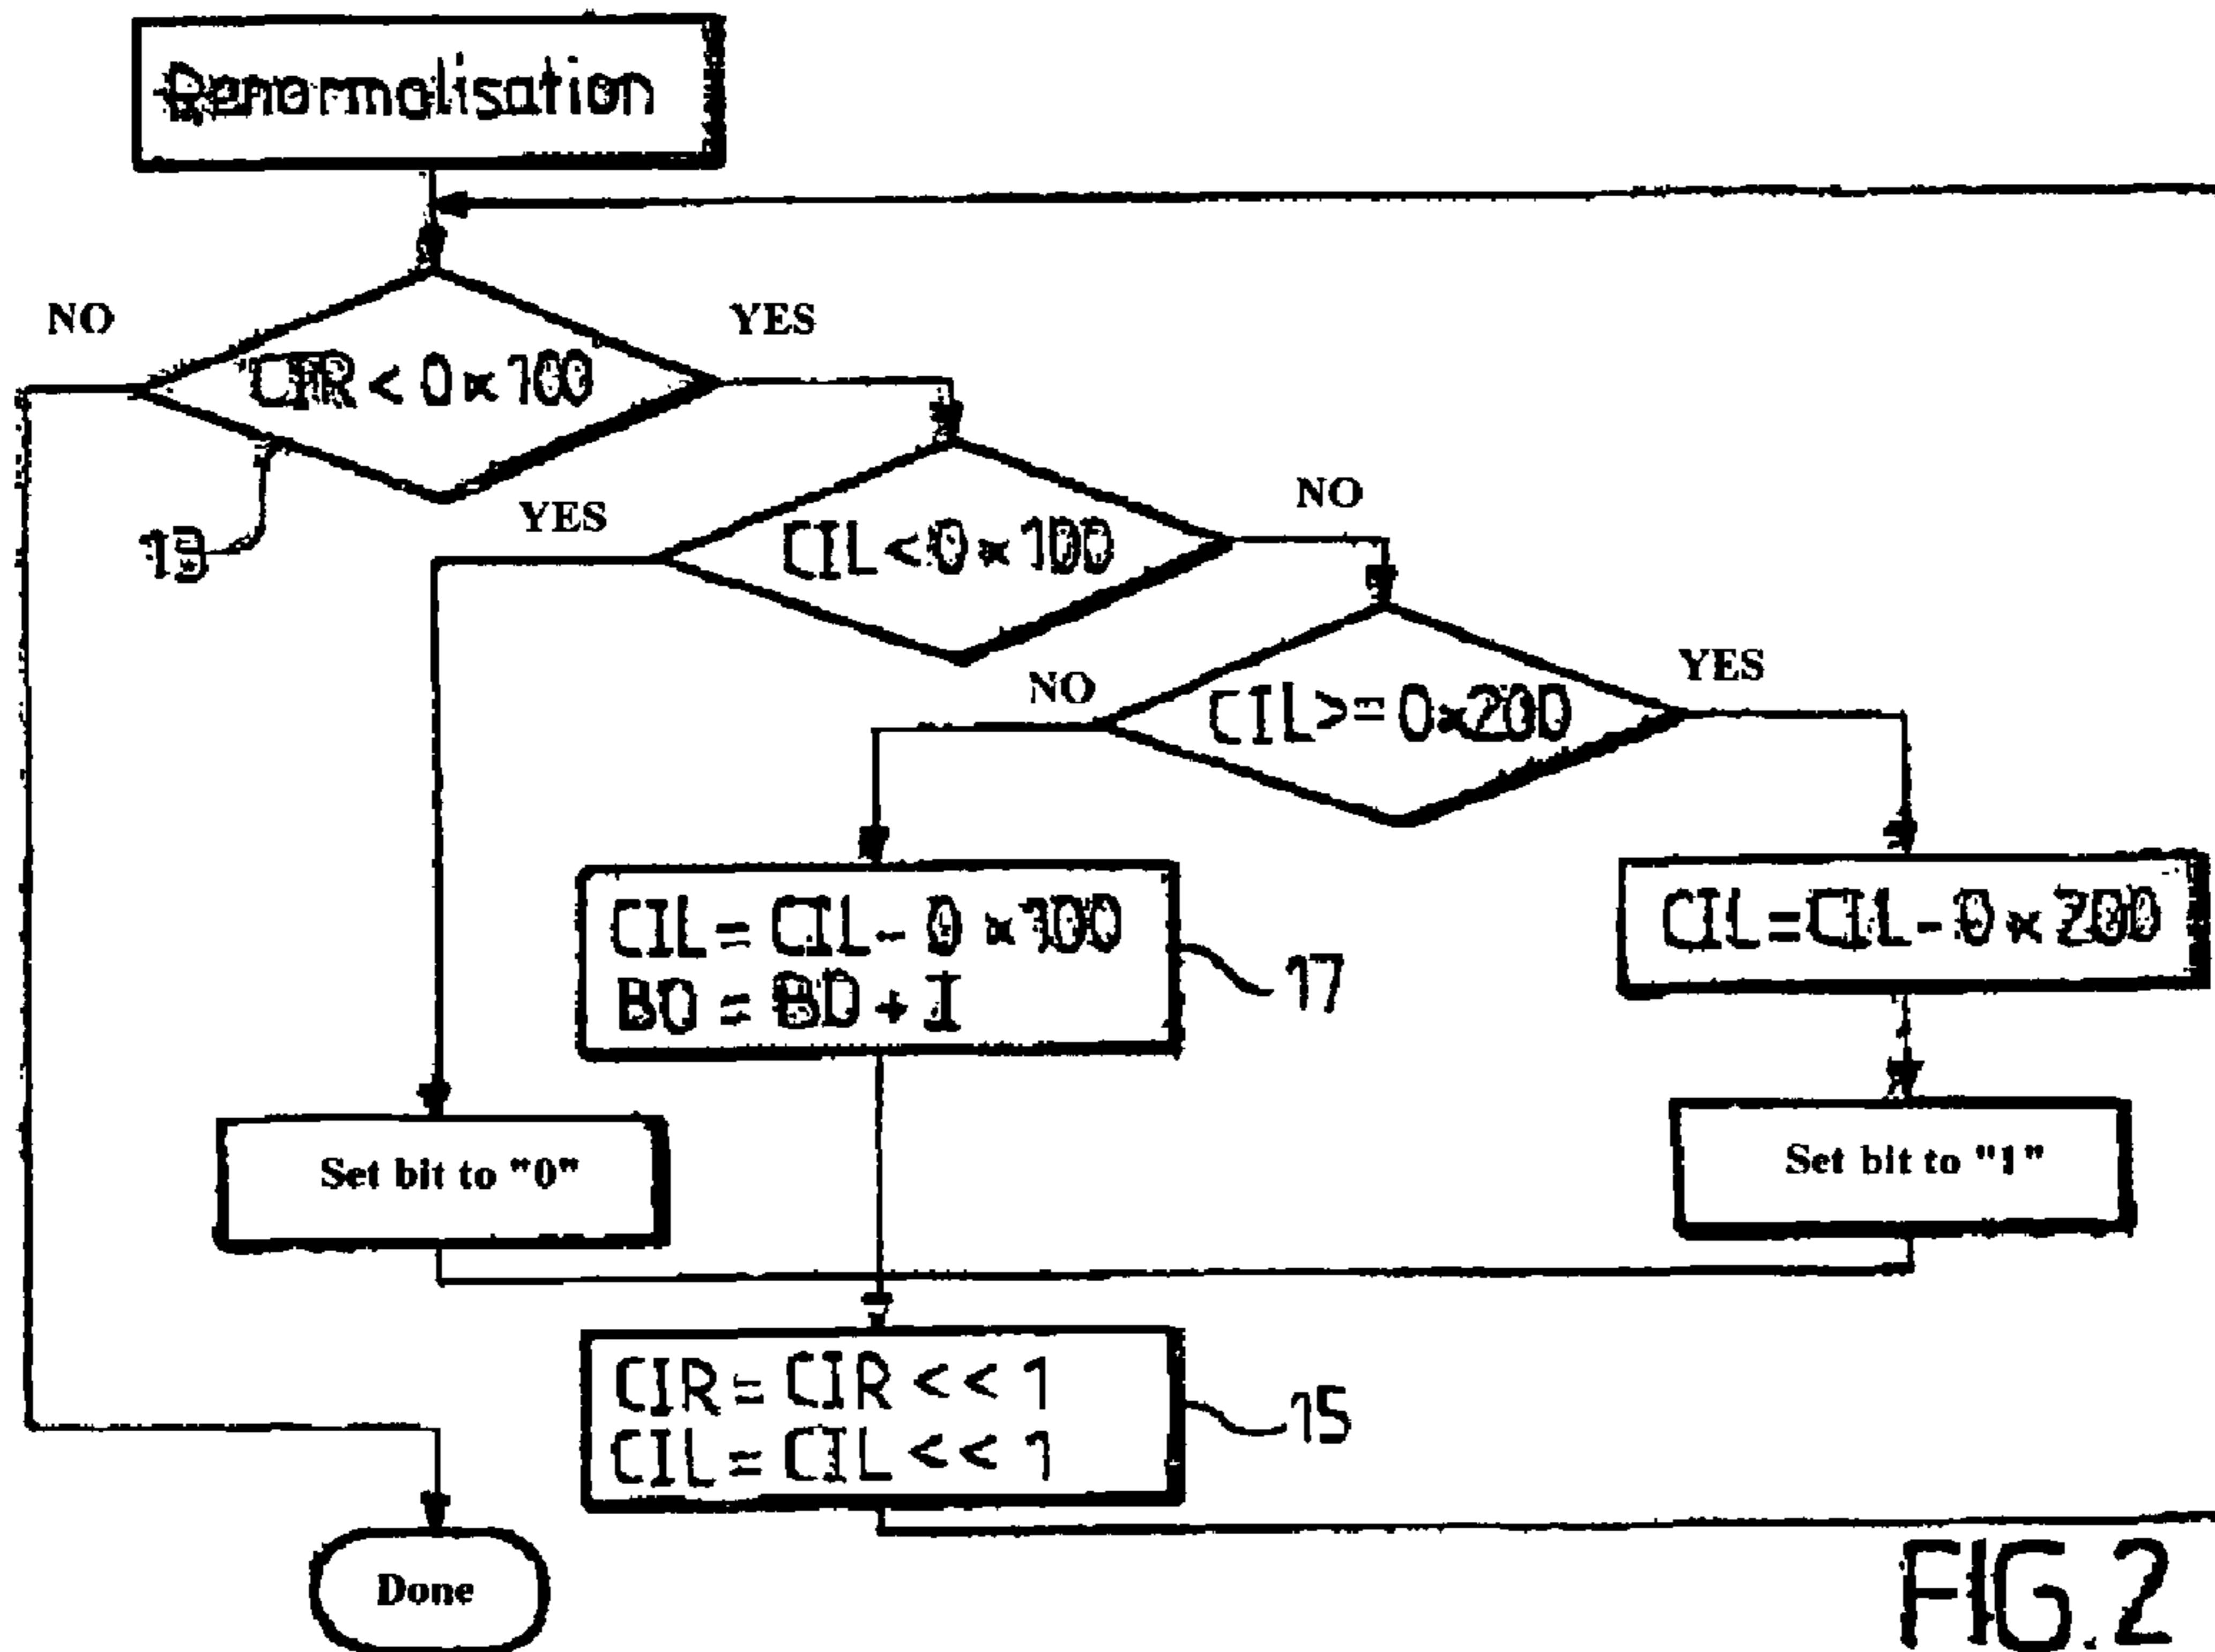 Renormalisation
NO
YES
CIR < 0x100
13
YES
CIL < 0x100
NO
NO
CIL >= 0x200
YES
CIL = CIL - 0x100
BO = BO + 1
17
CIL = CIL - 0x200
Set bit to "0"
Set bit to "1"
CIR = CIR << 1
CIL = CIL << 1
15
Done
FIG.2